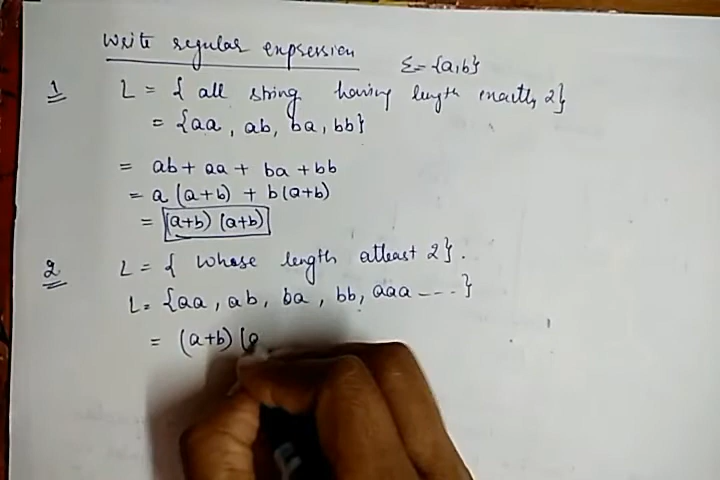 Write regular expression
Σ = {a,b}
1 L = { all string having length exactly 2}
= {aa, ab, ba, bb}
= ab + aa + ba + bb
= a (a+b) + b(a+b)
= (a+b) (a+b)
2 L = { whose length atleast 2}.
L = {aa, ab, ba, bb, aaa ---- }
= (a+b) (a